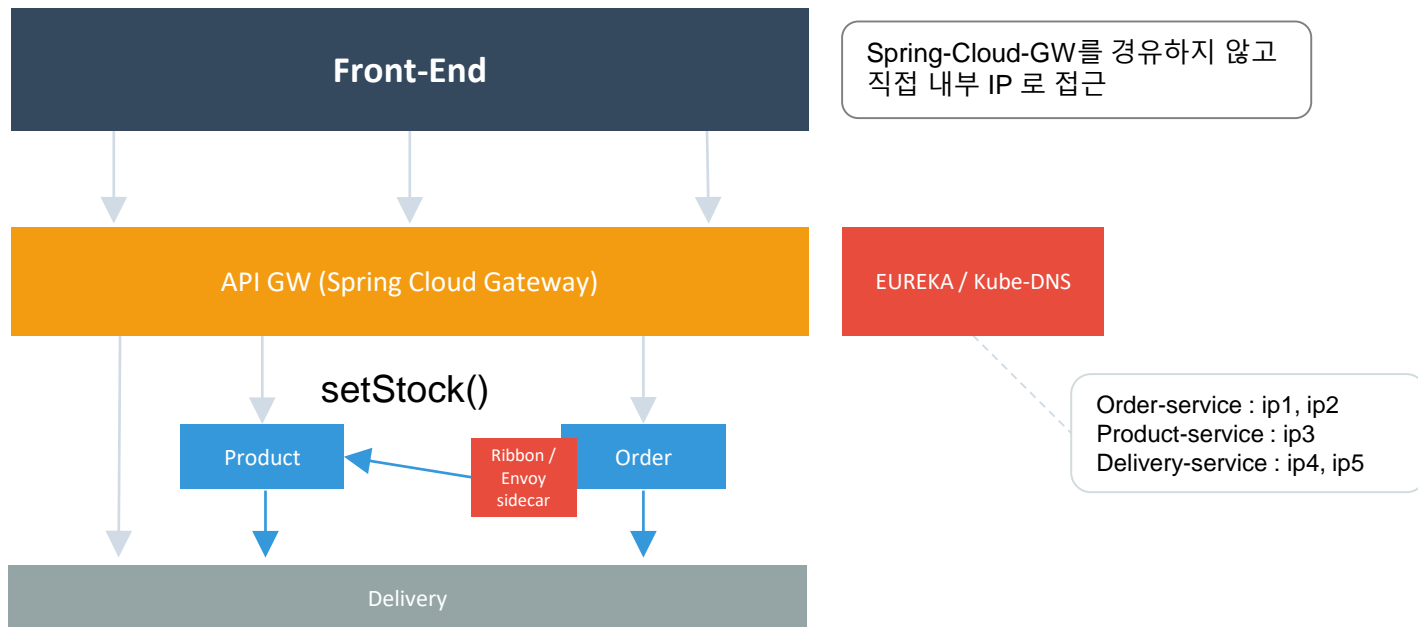 Front-End
Spring-Cloud-GW를 경유하지 않고
직접 내부 IP 로 접근
API GW (Spring Cloud Gateway)
EUREKA / Kube-DNS
setStock()
Product
Ribbon /
Envoy
sidecar
Order
Order-service : ip1, ip2
Product-service : ip3
Delivery-service : ip4, ip5
Delivery